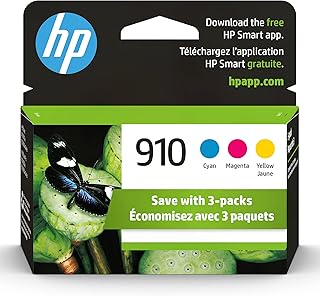 hp
Download the free
HP Smart app.
Téléchargez l'application
HP Smart gratuite.
hpapp.com
910
Cyan
Magenta
Yellow
Jaune
Save with 3-packs
Économisez avec 3 paquets